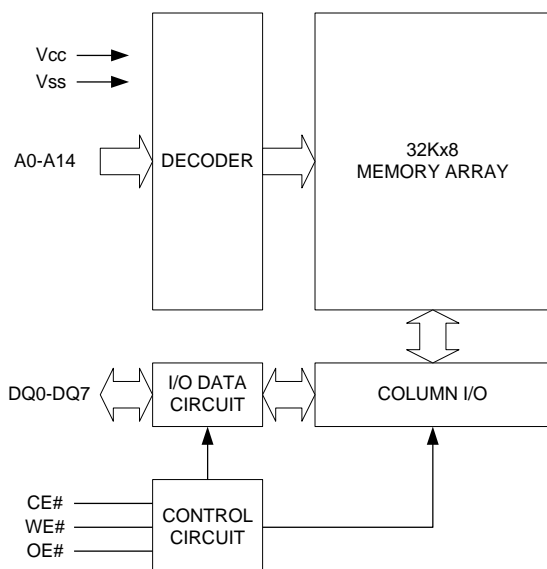 Vcc
Vss
A0-A14
DECODER
32Kx8
MEMORY ARRAY
DQ0-DQ7
I/O DATA
CIRCUIT
COLUMN I/O
CE#
WE#
OE#
CONTROL
CIRCUIT